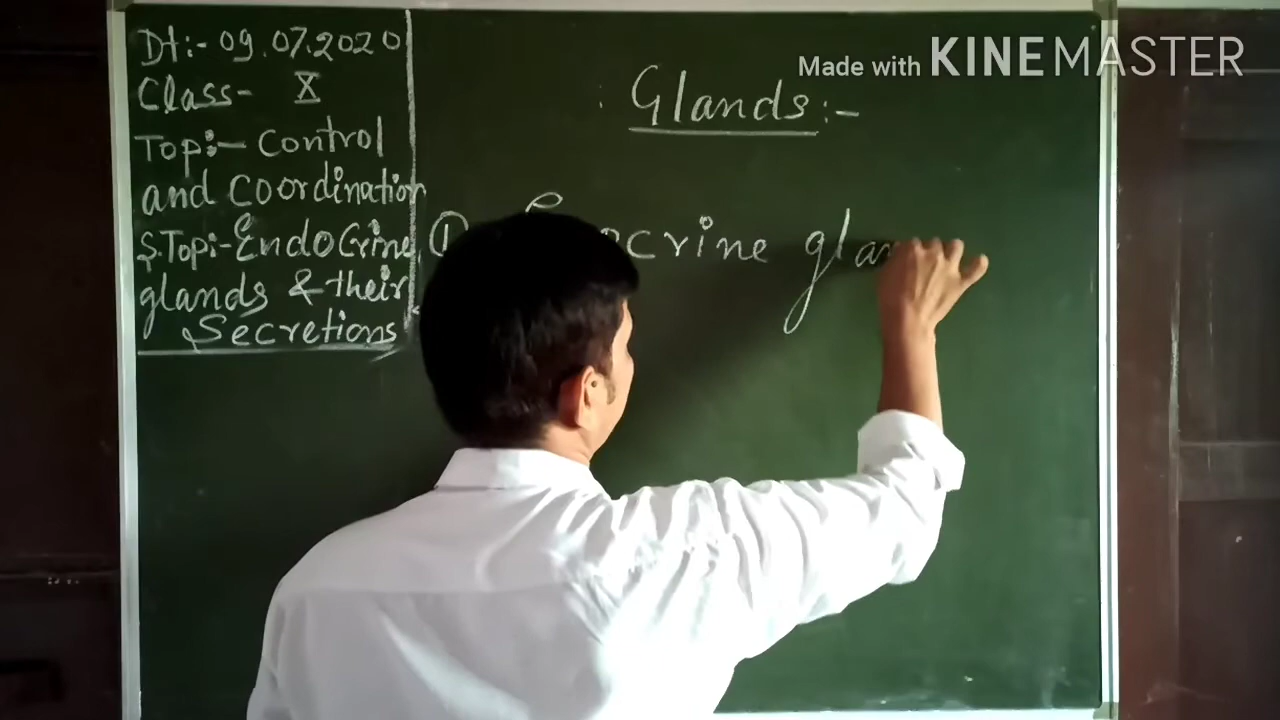 Dt:- 09.07.2020
Class- X
Top:- Control
and Coordination
S.Top:- Endocrine
glands & their
Secretions
Made with KINEMASTER
Glands:-
①